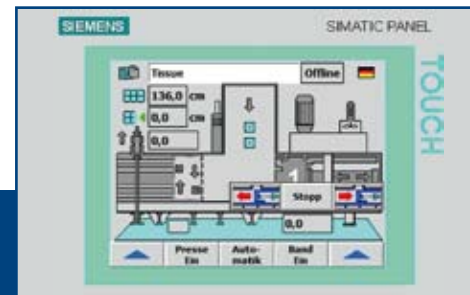 SIEMENS
SIMATIC PANEL
TOUCH
Tissue
Offline
136,0 cm
0,0 cm
0,0
Stopp
0,0
Presse Ein
Auto-matik
Band Ein